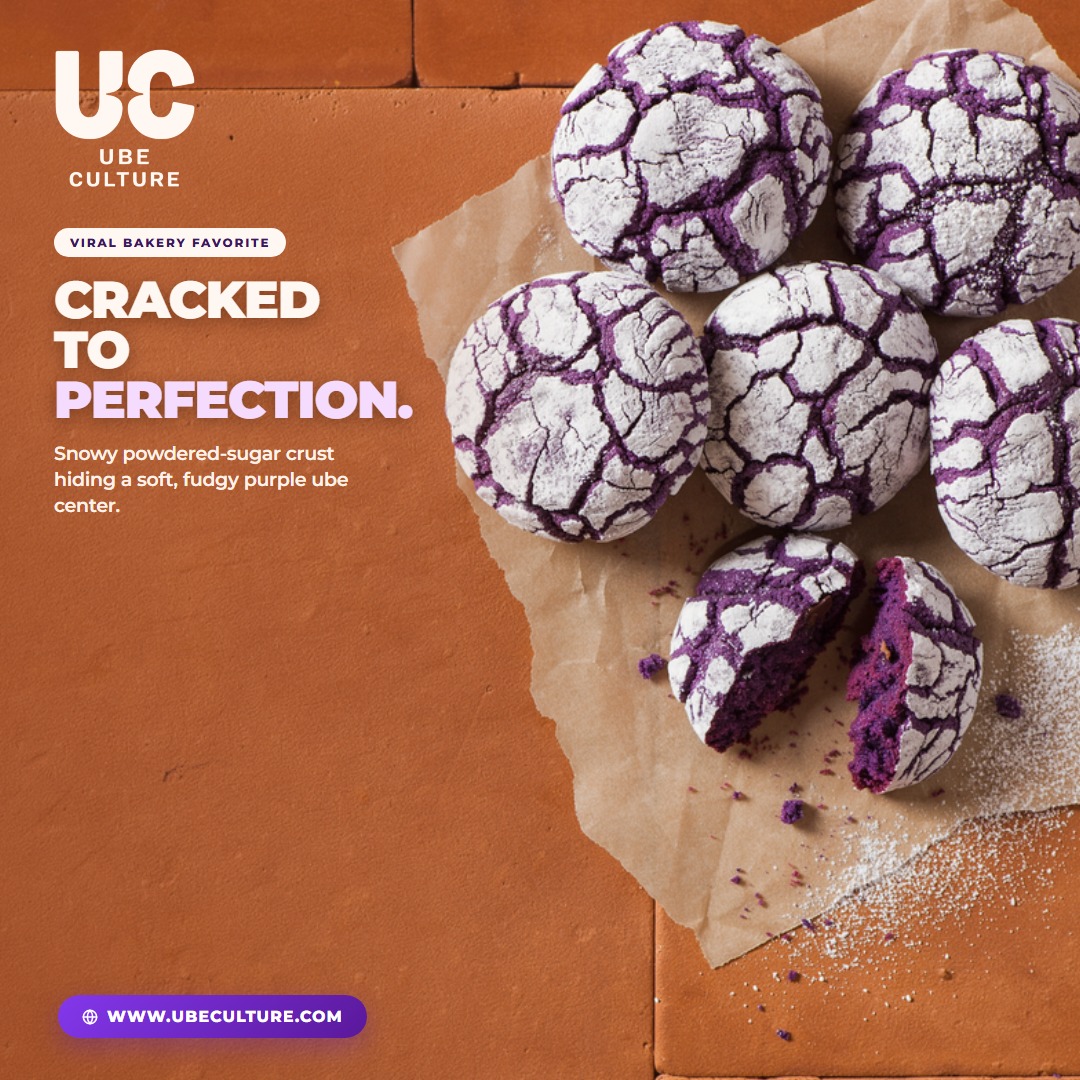 UC
UBE
CULTURE
VIRAL BAKERY FAVORITE
CRACKED
TO
PERFECTION.
Snowy powdered-sugar crust
hiding a soft, fudgy purple ube
center.
WWW.UBECULTURE.COM